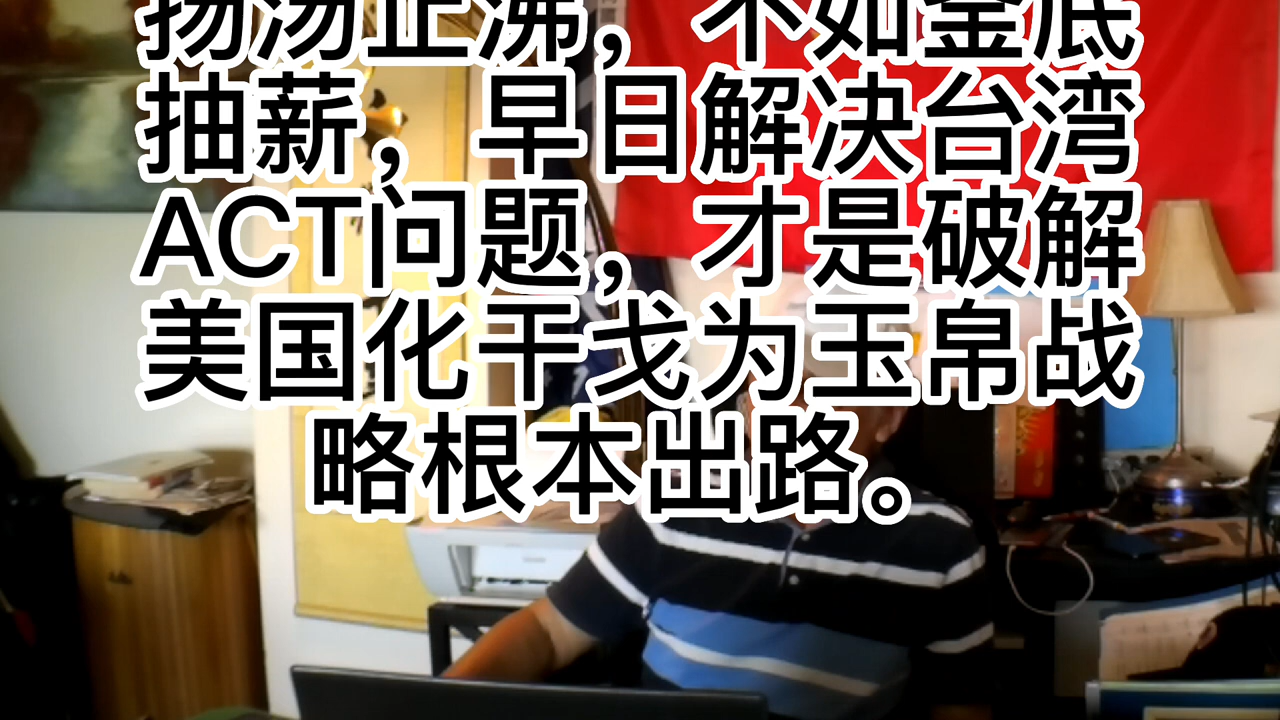 扬汤止沸，不如釜底
抽薪，早日解决台湾
ACT问题，才是破解
美国化干戈为玉帛战
略根本出路。